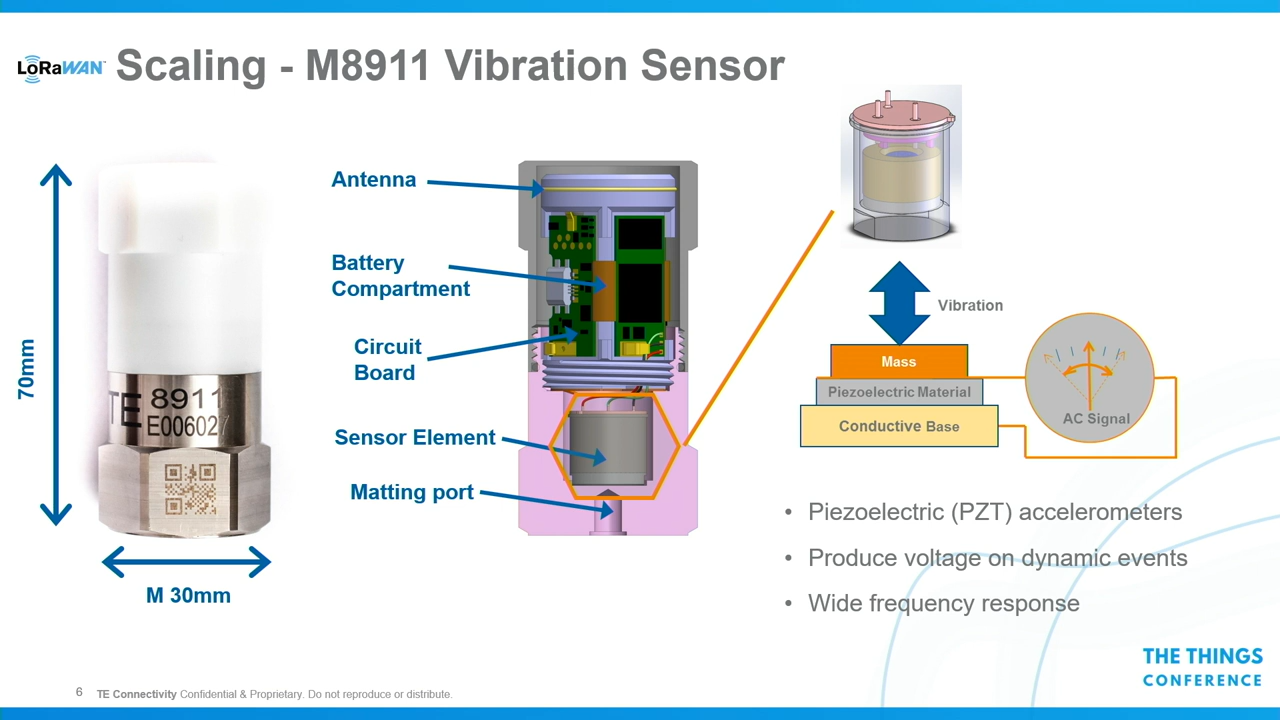 LoRaWAN
Scaling - M8911 Vibration Sensor
70mm
TE 8911
E006027
M 30mm
Antenna
Battery
Compartment
Circuit
Board
Sensor Element
Matting port
Vibration
Mass
Piezoelectric Material
Conductive Base
AC Signal
• Piezoelectric (PZT) accelerometers
• Produce voltage on dynamic events
• Wide frequency response
THE THINGS
CONFERENCE
6 TE Connectivity Confidential & Proprietary. Do not reproduce or distribute.